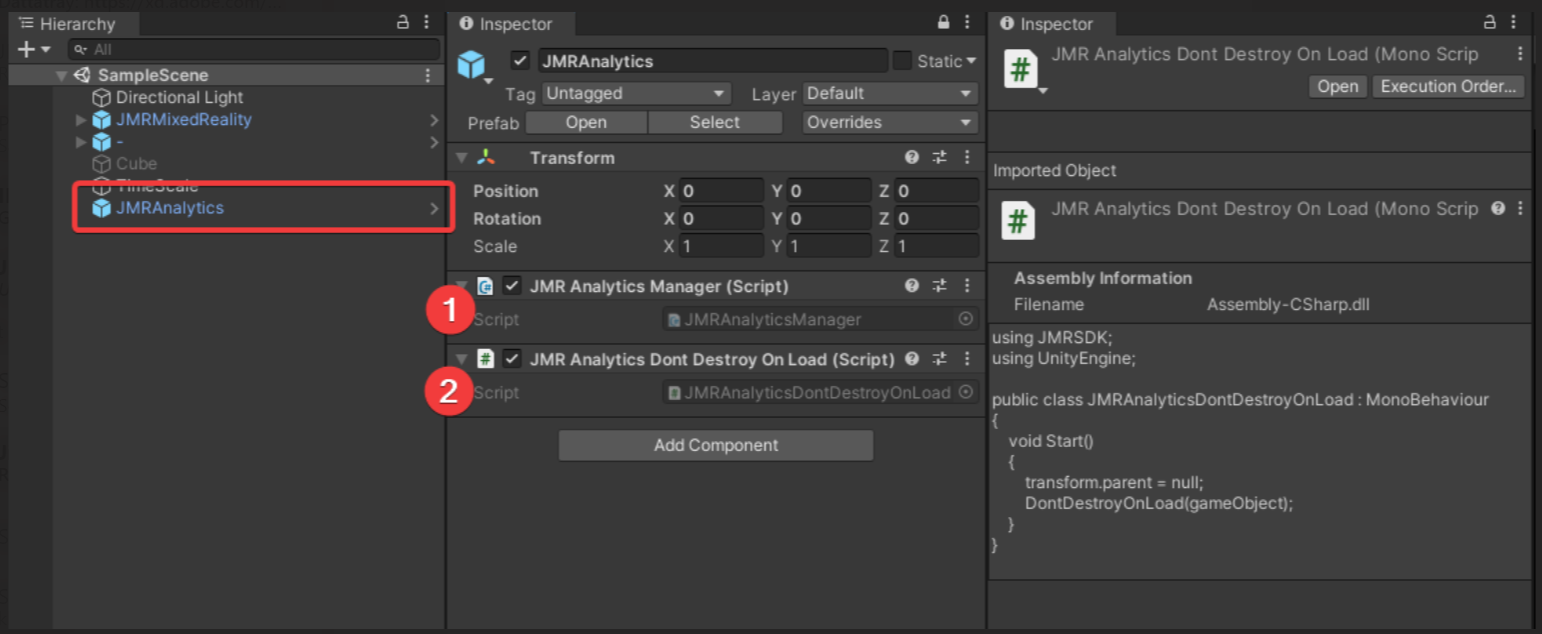 Hierarchy
All
SampleScene
Directional Light
JMRMixedReality
-
Cube
TimeScale
JMRAnalytics
Inspector
JMRAnalytics
Static
Tag Untagged Layer Default
Prefab Open Select Overrides
Transform
Position X 0 Y 0 Z 0
Rotation X 0 Y 0 Z 0
Scale X 1 Y 1 Z 1
JMR Analytics Manager (Script)
1
Script JMRAnalyticsManager
JMR Analytics Dont Destroy On Load (Script)
2
Script JMRAnalyticsDontDestroyOnLoad
Add Component
Inspector
JMR Analytics Dont Destroy On Load (Mono Scrip
Open Execution Order...
Imported Object
JMR Analytics Dont Destroy On Load (Mono Scrip
Assembly Information
Filename Assembly-CSharp.dll
using JMRSDK;
using UnityEngine;
public class JMRAnalyticsDontDestroyOnLoad : MonoBehaviour
{
void Start()
{
transform.parent = null;
DontDestroyOnLoad(gameObject);
}
}